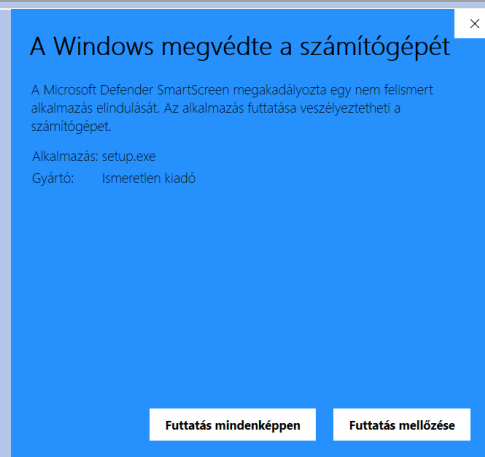 A Windows megvédte a számítógépét
A Microsoft Defender SmartScreen megakadályozta egy nem felismert
alkalmazás elindulását. Az alkalmazás futtatása veszélyeztetheti a
számítógépet.
Alkalmazás: setup.exe
Gyártó: Ismeretlen kiadó
Futtatás mindenképpen Futtatás mellőzése